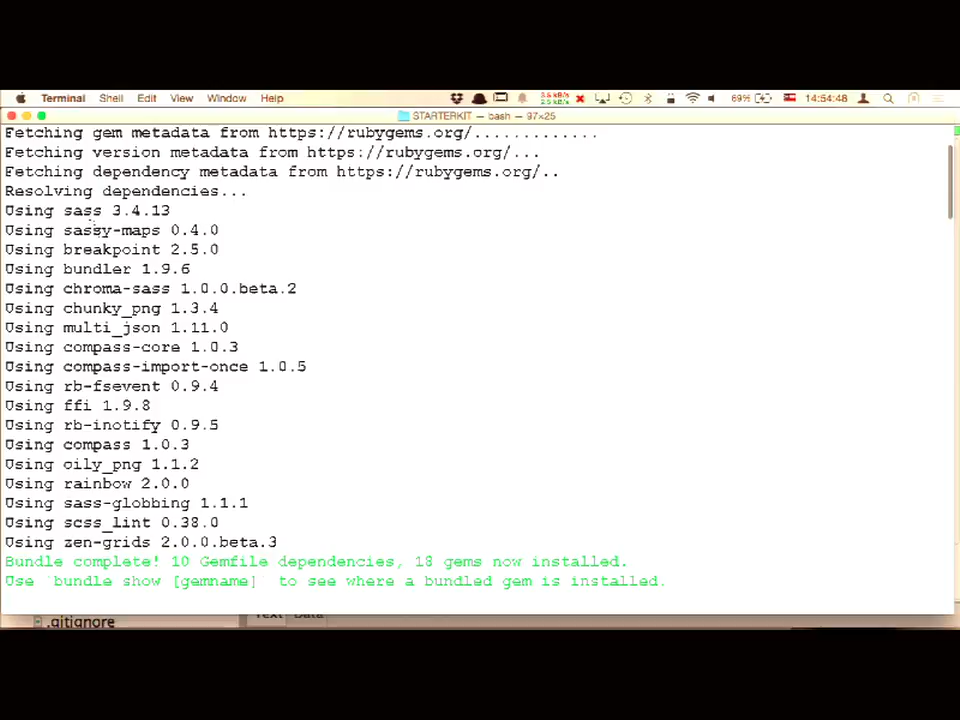 Terminal Shell Edit View Window Help 69% 14:54:48
STARTERKIT — bash — 97×25
Fetching gem metadata from https://rubygems.org/.............
Fetching version metadata from https://rubygems.org/...
Fetching dependency metadata from https://rubygems.org/..
Resolving dependencies...
Using sass 3.4.13
Using sassy-maps 0.4.0
Using breakpoint 2.5.0
Using bundler 1.9.6
Using chroma-sass 1.0.0.beta.2
Using chunky_png 1.3.4
Using multi_json 1.11.0
Using compass-core 1.0.3
Using compass-import-once 1.0.5
Using rb-fsevent 0.9.4
Using ffi 1.9.8
Using rb-inotify 0.9.5
Using compass 1.0.3
Using oily_png 1.1.2
Using rainbow 2.0.0
Using sass-globbing 1.1.1
Using scss_lint 0.38.0
Using zen-grids 2.0.0.beta.3
Bundle complete! 10 Gemfile dependencies, 18 gems now installed.
Use `bundle show [gemname]` to see where a bundled gem is installed.
.gitignore